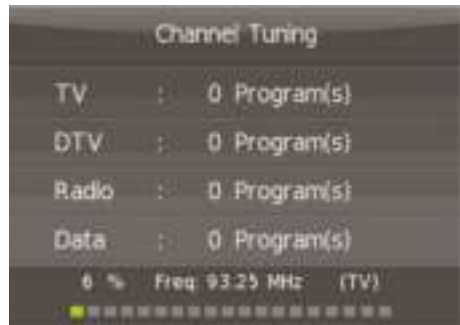 Channel Tuning
TV : 0 Program(s)
DTV : 0 Program(s)
Radio : 0 Program(s)
Data : 0 Program(s)
6 % Freq 93.25 MHz (TV)